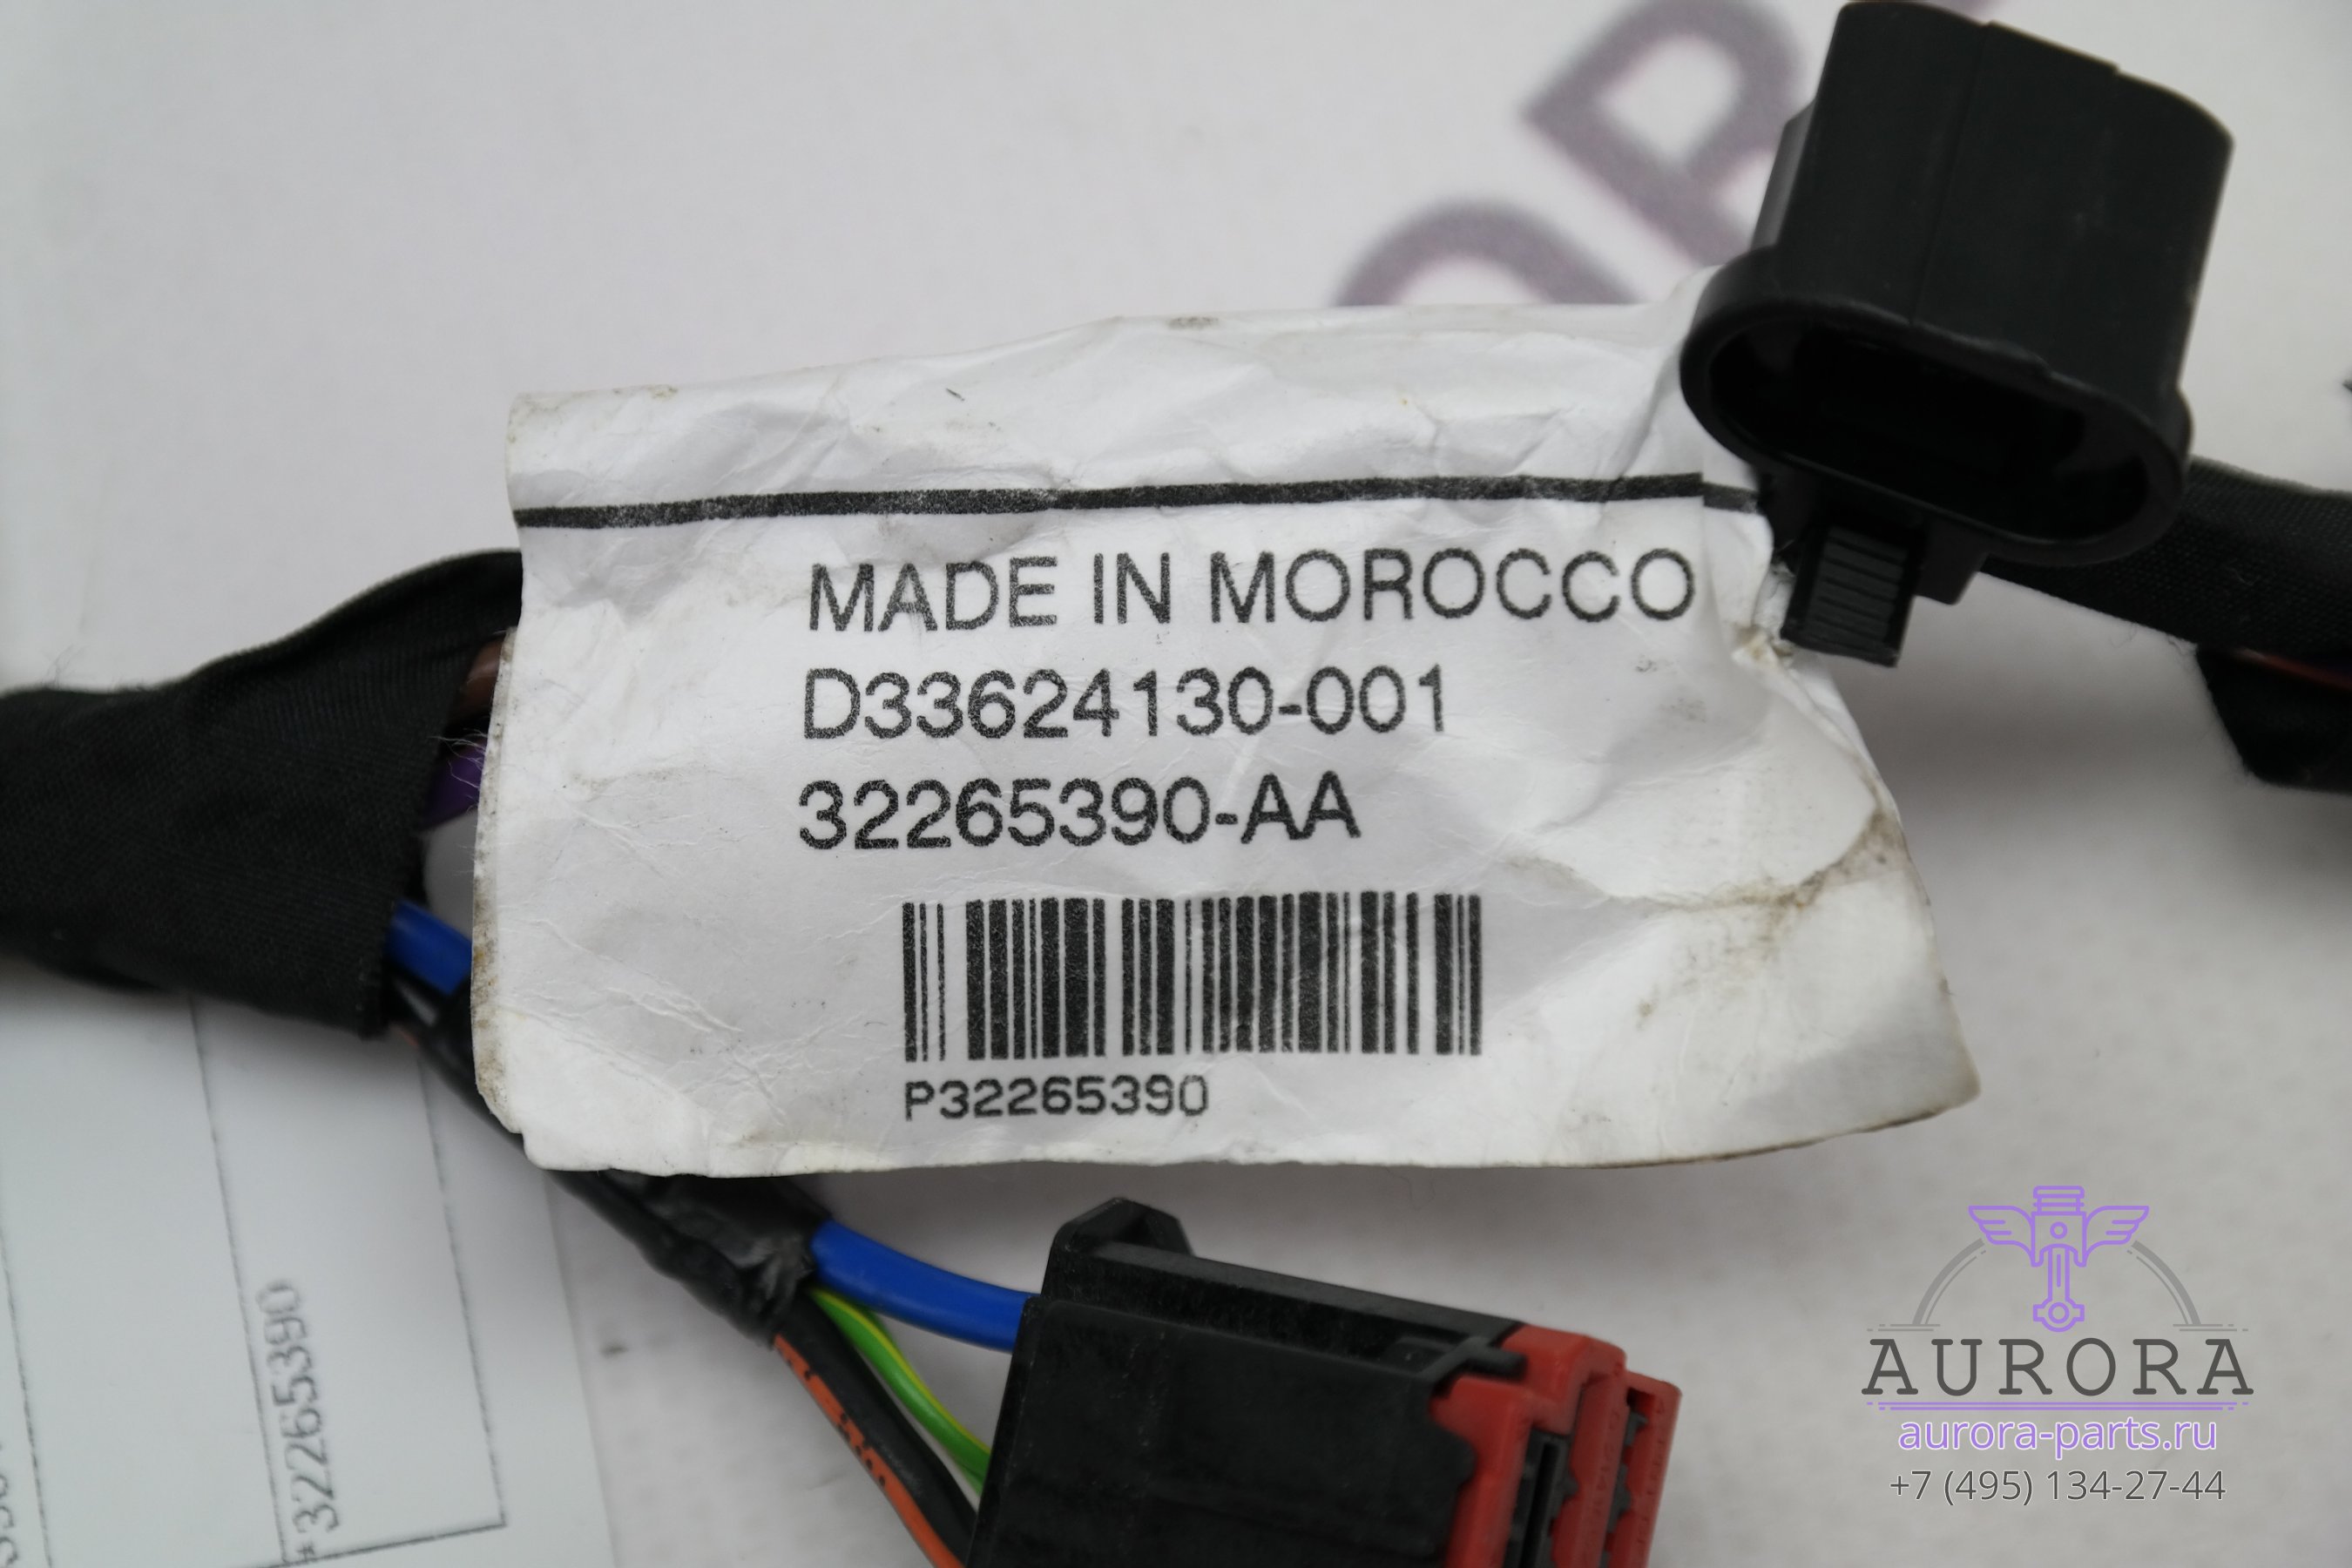 MADE IN MOROCCO
D33624130-001
32265390-AA
P32265390
* 32265390
AURORA
aurora-parts.ru
+7 (495) 134-27-44